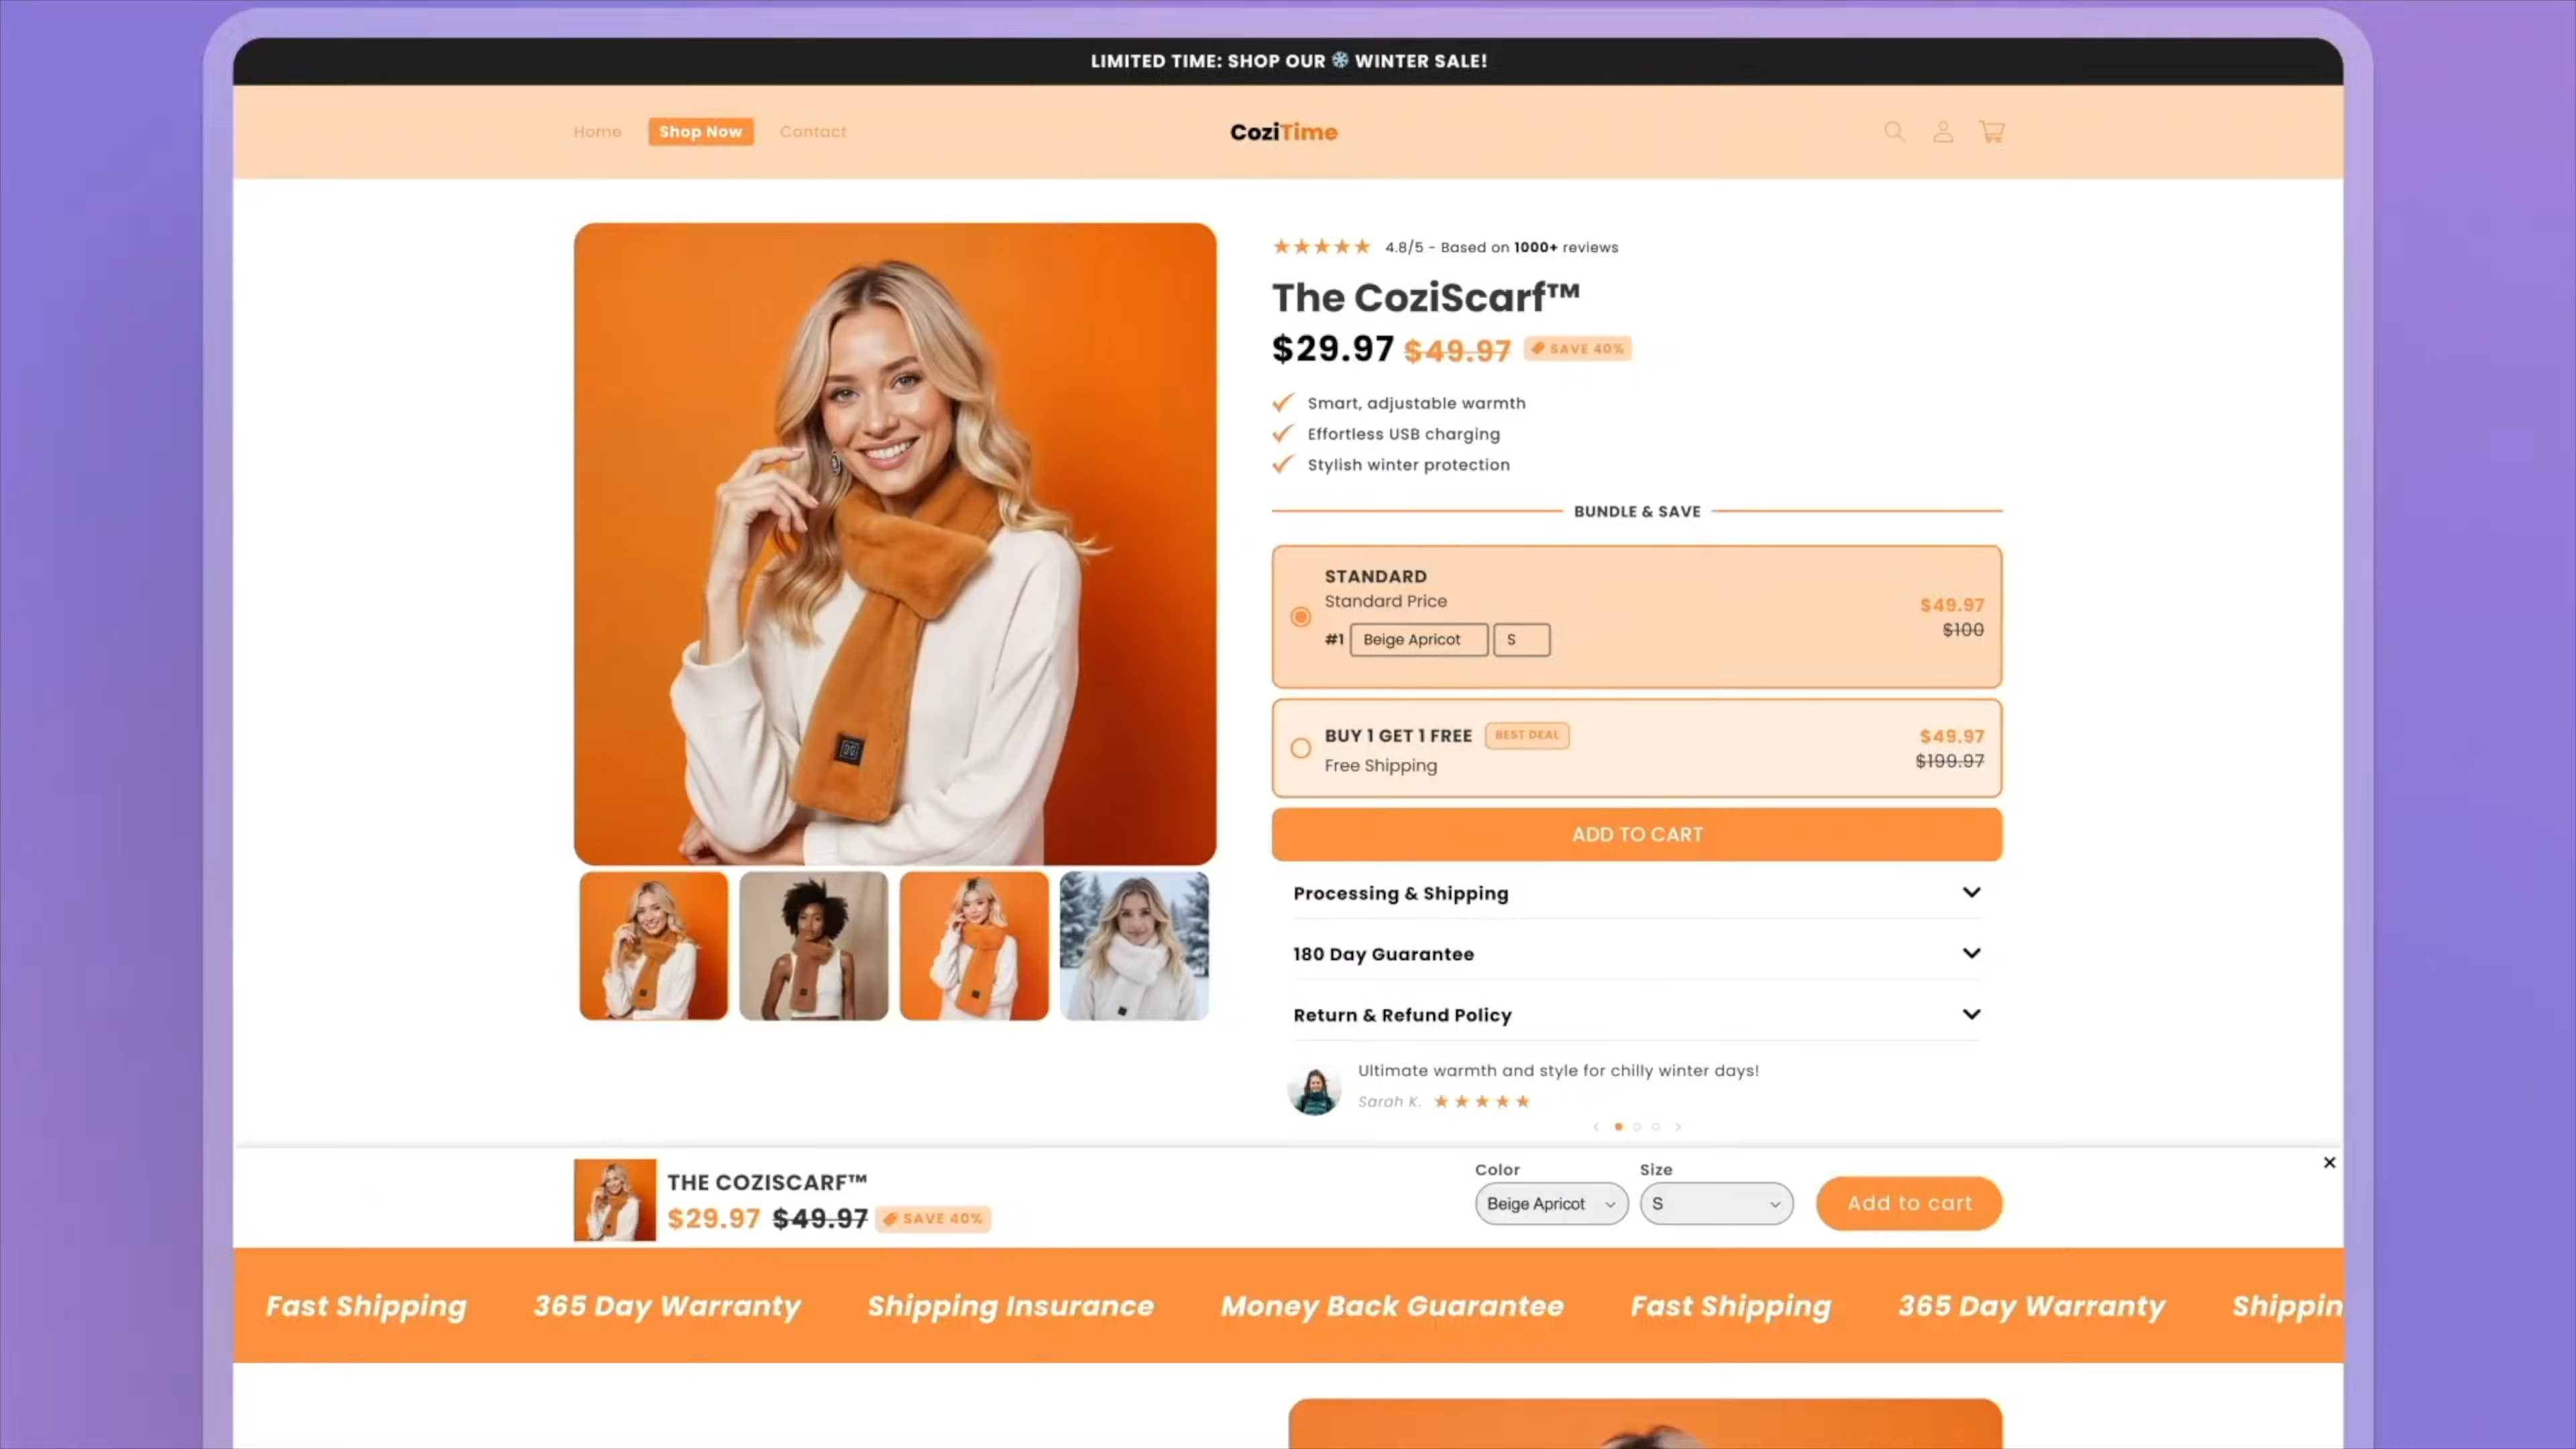 LIMITED TIME: SHOP OUR ❄ WINTER SALE!
Home Shop Now Contact
CoziTime
4.8/5 - Based on 1000+ reviews
The CoziScarf™
$29.97 $49.97 SAVE 40%
Smart, adjustable warmth
Effortless USB charging
Stylish winter protection
BUNDLE & SAVE
STANDARD
Standard Price
#1 Beige Apricot S
$49.97
$100
BUY 1 GET 1 FREE BEST DEAL
Free Shipping
$49.97
$199.97
ADD TO CART
Processing & Shipping
180 Day Guarantee
Return & Refund Policy
Ultimate warmth and style for chilly winter days!
Sarah K.
THE COZISCARF™
$29.97 $49.97 SAVE 40%
Color Size
Beige Apricot S
Add to cart
Fast Shipping 365 Day Warranty Shipping Insurance Money Back Guarantee Fast Shipping 365 Day Warranty Shippin